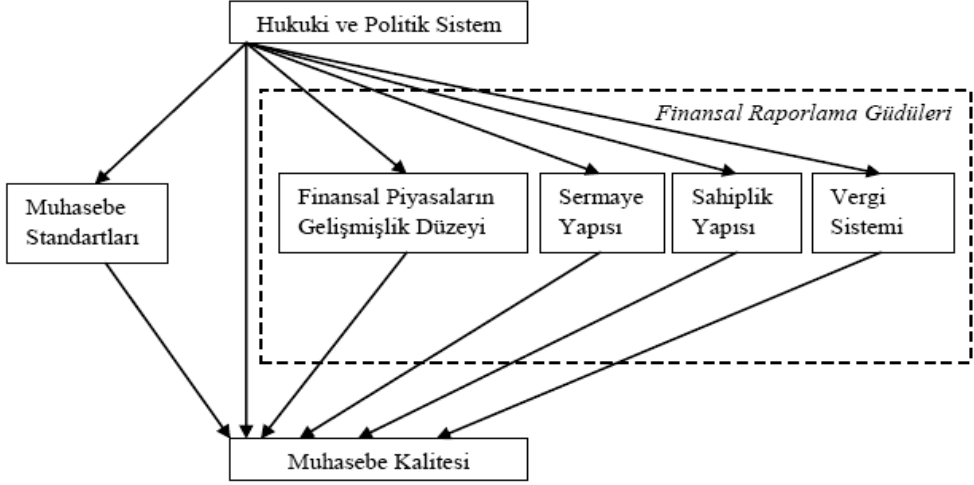 Hukuki ve Politik Sistem
Finansal Raporlama Güdüleri
Muhasebe
Standartları
Finansal Piyasaların
Gelişmişlik Düzeyi
Sermaye
Yapısı
Sahiplik
Yapısı
Vergi
Sistemi
Muhasebe Kalitesi